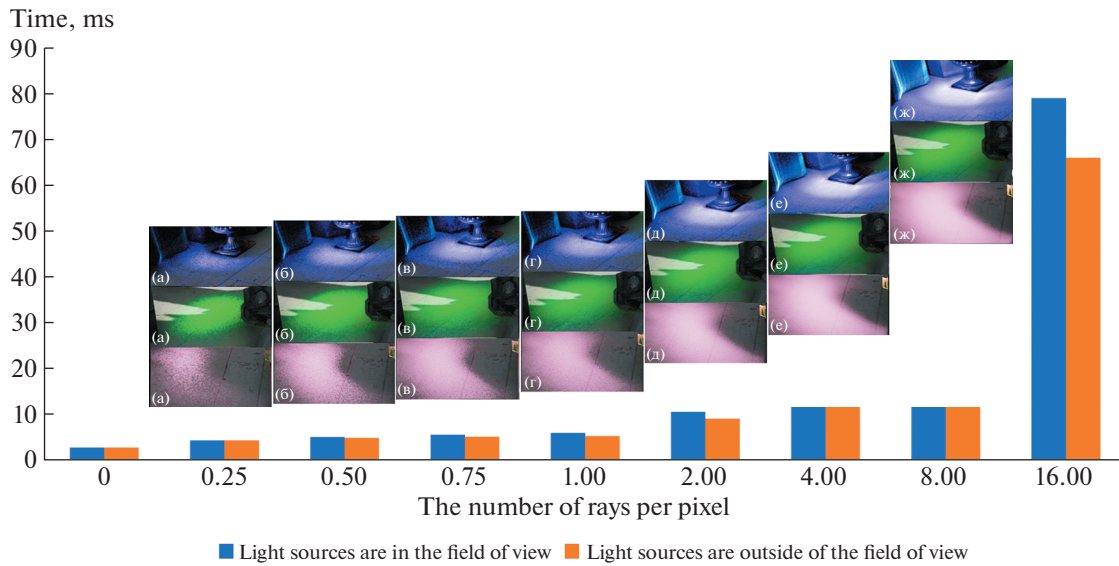 Time, ms
90
80
70
60
50
40
30
20
10
0
(ж)
(ж)
(ж)
(е)
(е)
(е)
(д)
(д)
(д)
(г)
(г)
(г)
(в)
(в)
(в)
(б)
(б)
(б)
(а)
(а)
(а)
0 0.25 0.50 0.75 1.00 2.00 4.00 8.00 16.00
The number of rays per pixel
Light sources are in the field of view Light sources are outside of the field of view